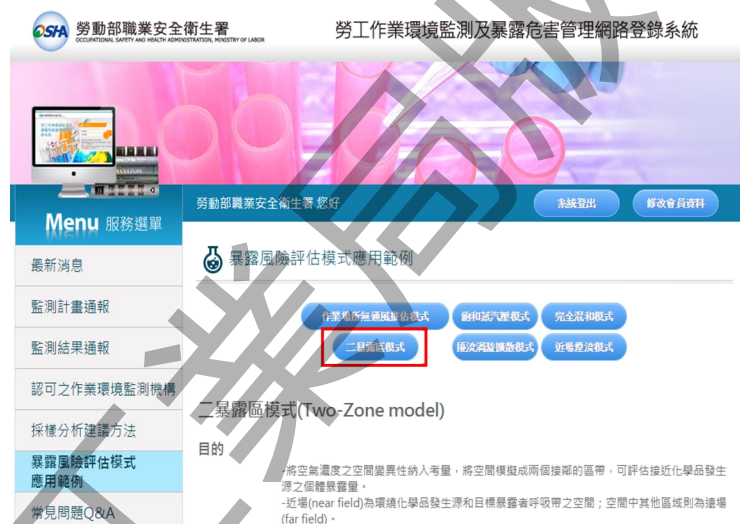 OSHA 勞動部職業安全衛生署
OCCUPATIONAL SAFETY AND HEALTH ADMINISTRATION, MINISTRY OF LABOR
勞工作業環境監測及暴露危害管理網路登錄系統
Menu 服務選單
勞動部職業安全衛生署 您好
系統登出
修改會員資料
最新消息
監測計畫通報
監測結果通報
認可之作業環境監測機構
採樣分析建議方法
暴露風險評估模式
應用範例
常見問題Q&A
暴露風險評估模式應用範例
作業場所無通風推估模式
飽和蒸汽壓模式
完全混和模式
二暴露區模式
渦流消散擴散模式
近場煙流模式
二暴露區模式(Two-Zone model)
目的
-將空氣濃度之空間變異性納入考量，將空間模擬成兩個接鄰的區帶，可評估接近化學品發生
源之個體暴露量。
-近場(near field)為環繞化學品發生源和目標暴露者呼吸帶之空間；空間中其他區域則為遠場
(far field)。
工業局版